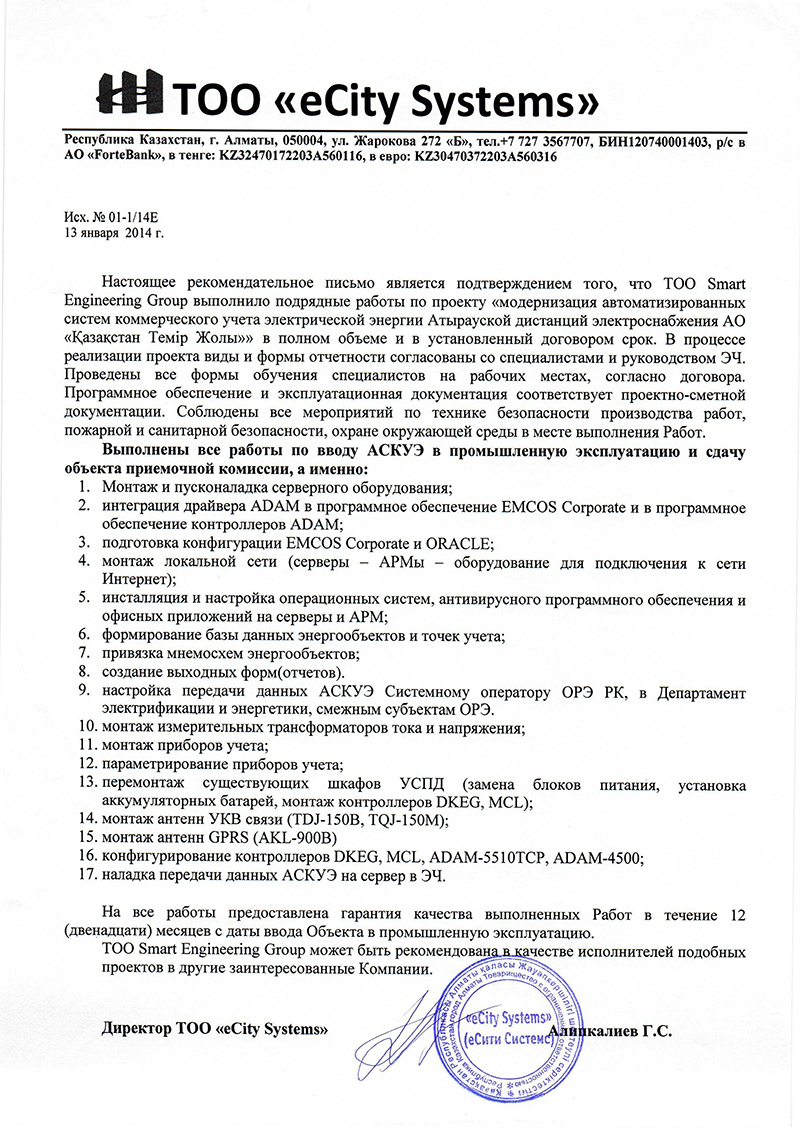 ТОО «eCity Systems»
Республика Казахстан, г. Алматы, 050004, ул. Жарокова 272 «Б», тел.+7 727 3567707, БИН120740001403, р/с в
АО «ForteBank», в тенге: KZ32470172203A560116, в евро: KZ30470372203A560316
Исх. № 01-1/14Е
13 января 2014 г.
Настоящее рекомендательное письмо является подтверждением того, что ТОО Smart
Engineering Group выполнило подрядные работы по проекту «модернизация автоматизированных
систем коммерческого учета электрической энергии Атырауской дистанций электроснабжения АО
«Қазақстан Темір Жолы»» в полном объеме и в установленный договором срок. В процессе
реализации проекта виды и формы отчетности согласованы со специалистами и руководством ЭЧ.
Проведены все формы обучения специалистов на рабочих местах, согласно договора.
Программное обеспечение и эксплуатационная документация соответствует проектно-сметной
документации. Соблюдены все мероприятий по технике безопасности производства работ,
пожарной и санитарной безопасности, охране окружающей среды в месте выполнения Работ.
Выполнены все работы по вводу АСКУЭ в промышленную эксплуатацию и сдачу
объекта приемочной комиссии, а именно:
1. Монтаж и пусконаладка серверного оборудования;
2. интеграция драйвера ADAM в программное обеспечение EMCOS Corporate и в программное
обеспечение контроллеров ADAM;
3. подготовка конфигурации EMCOS Corporate и ORACLE;
4. монтаж локальной сети (серверы – АРМы – оборудование для подключения к сети
Интернет);
5. инсталляция и настройка операционных систем, антивирусного программного обеспечения и
офисных приложений на серверы и АРМ;
6. формирование базы данных энергообъектов и точек учета;
7. привязка мнемосхем энергообъектов;
8. создание выходных форм(отчетов).
9. настройка передачи данных АСКУЭ Системному оператору ОРЭ РК, в Департамент
электрификации и энергетики, смежным субъектам ОРЭ.
10. монтаж измерительных трансформаторов тока и напряжения;
11. монтаж приборов учета;
12. параметрирование приборов учета;
13. перемонтаж существующих шкафов УСПД (замена блоков питания, установка
аккумуляторных батарей, монтаж контроллеров DKEG, MCL);
14. монтаж антенн УКВ связи (TDJ-150B, TQJ-150M);
15. монтаж антенн GPRS (AKL-900B)
16. конфигурирование контроллеров DKEG, MCL, ADAM-5510TCP, ADAM-4500;
17. наладка передачи данных АСКУЭ на сервер в ЭЧ.
На все работы предоставлена гарантия качества выполненных Работ в течение 12
(двенадцати) месяцев с даты ввода Объекта в промышленную эксплуатацию.
ТОО Smart Engineering Group может быть рекомендована в качестве исполнителей подобных
проектов в другие заинтересованные Компании.
Директор ТОО «eCity Systems»
Алипкалиев Г.С.
Қазақстан Республикасы Алматы қаласы Жауапкершілігі шектеулі серіктестігі
Республика Казахстан город Алматы Товарищество с ограниченной ответственностью
«eCity Systems»
(еСити Системс)